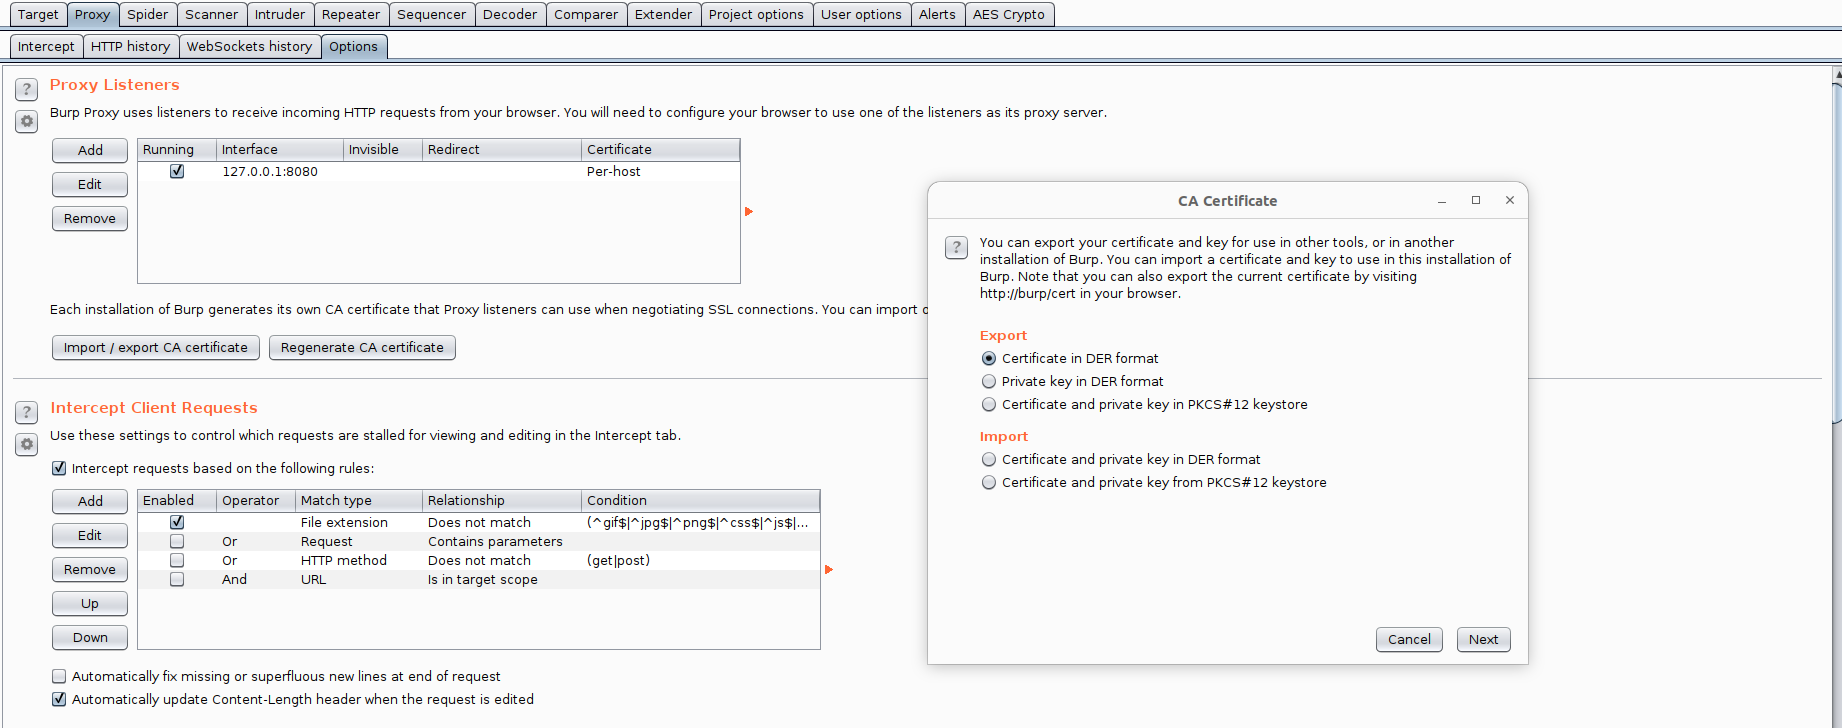 Target Proxy Spider Scanner Intruder Repeater Sequencer Decoder Comparer Extender Project options User options Alerts AES Crypto
Intercept HTTP history WebSockets history Options
? Proxy Listeners
Burp Proxy uses listeners to receive incoming HTTP requests from your browser. You will need to configure your browser to use one of the listeners as its proxy server.
Add
Edit
Remove
Running Interface Invisible Redirect Certificate
127.0.0.1:8080 Per-host
Each installation of Burp generates its own CA certificate that Proxy listeners can use when negotiating SSL connections. You can import
Import / export CA certificate Regenerate CA certificate
? Intercept Client Requests
Use these settings to control which requests are stalled for viewing and editing in the Intercept tab.
Intercept requests based on the following rules:
Add
Edit
Remove
Up
Down
Enabled Operator Match type Relationship Condition
File extension Does not match (^gif$|^jpg$|^png$|^css$|^js$|...
Or Request Contains parameters
Or HTTP method Does not match (get|post)
And URL Is in target scope
Automatically fix missing or superfluous new lines at end of request
Automatically update Content-Length header when the request is edited
CA Certificate
? You can export your certificate and key for use in other tools, or in another
installation of Burp. You can import a certificate and key to use in this installation of
Burp. Note that you can also export the current certificate by visiting
http://burp/cert in your browser.
Export
Certificate in DER format
Private key in DER format
Certificate and private key in PKCS#12 keystore
Import
Certificate and private key in DER format
Certificate and private key from PKCS#12 keystore
Cancel Next